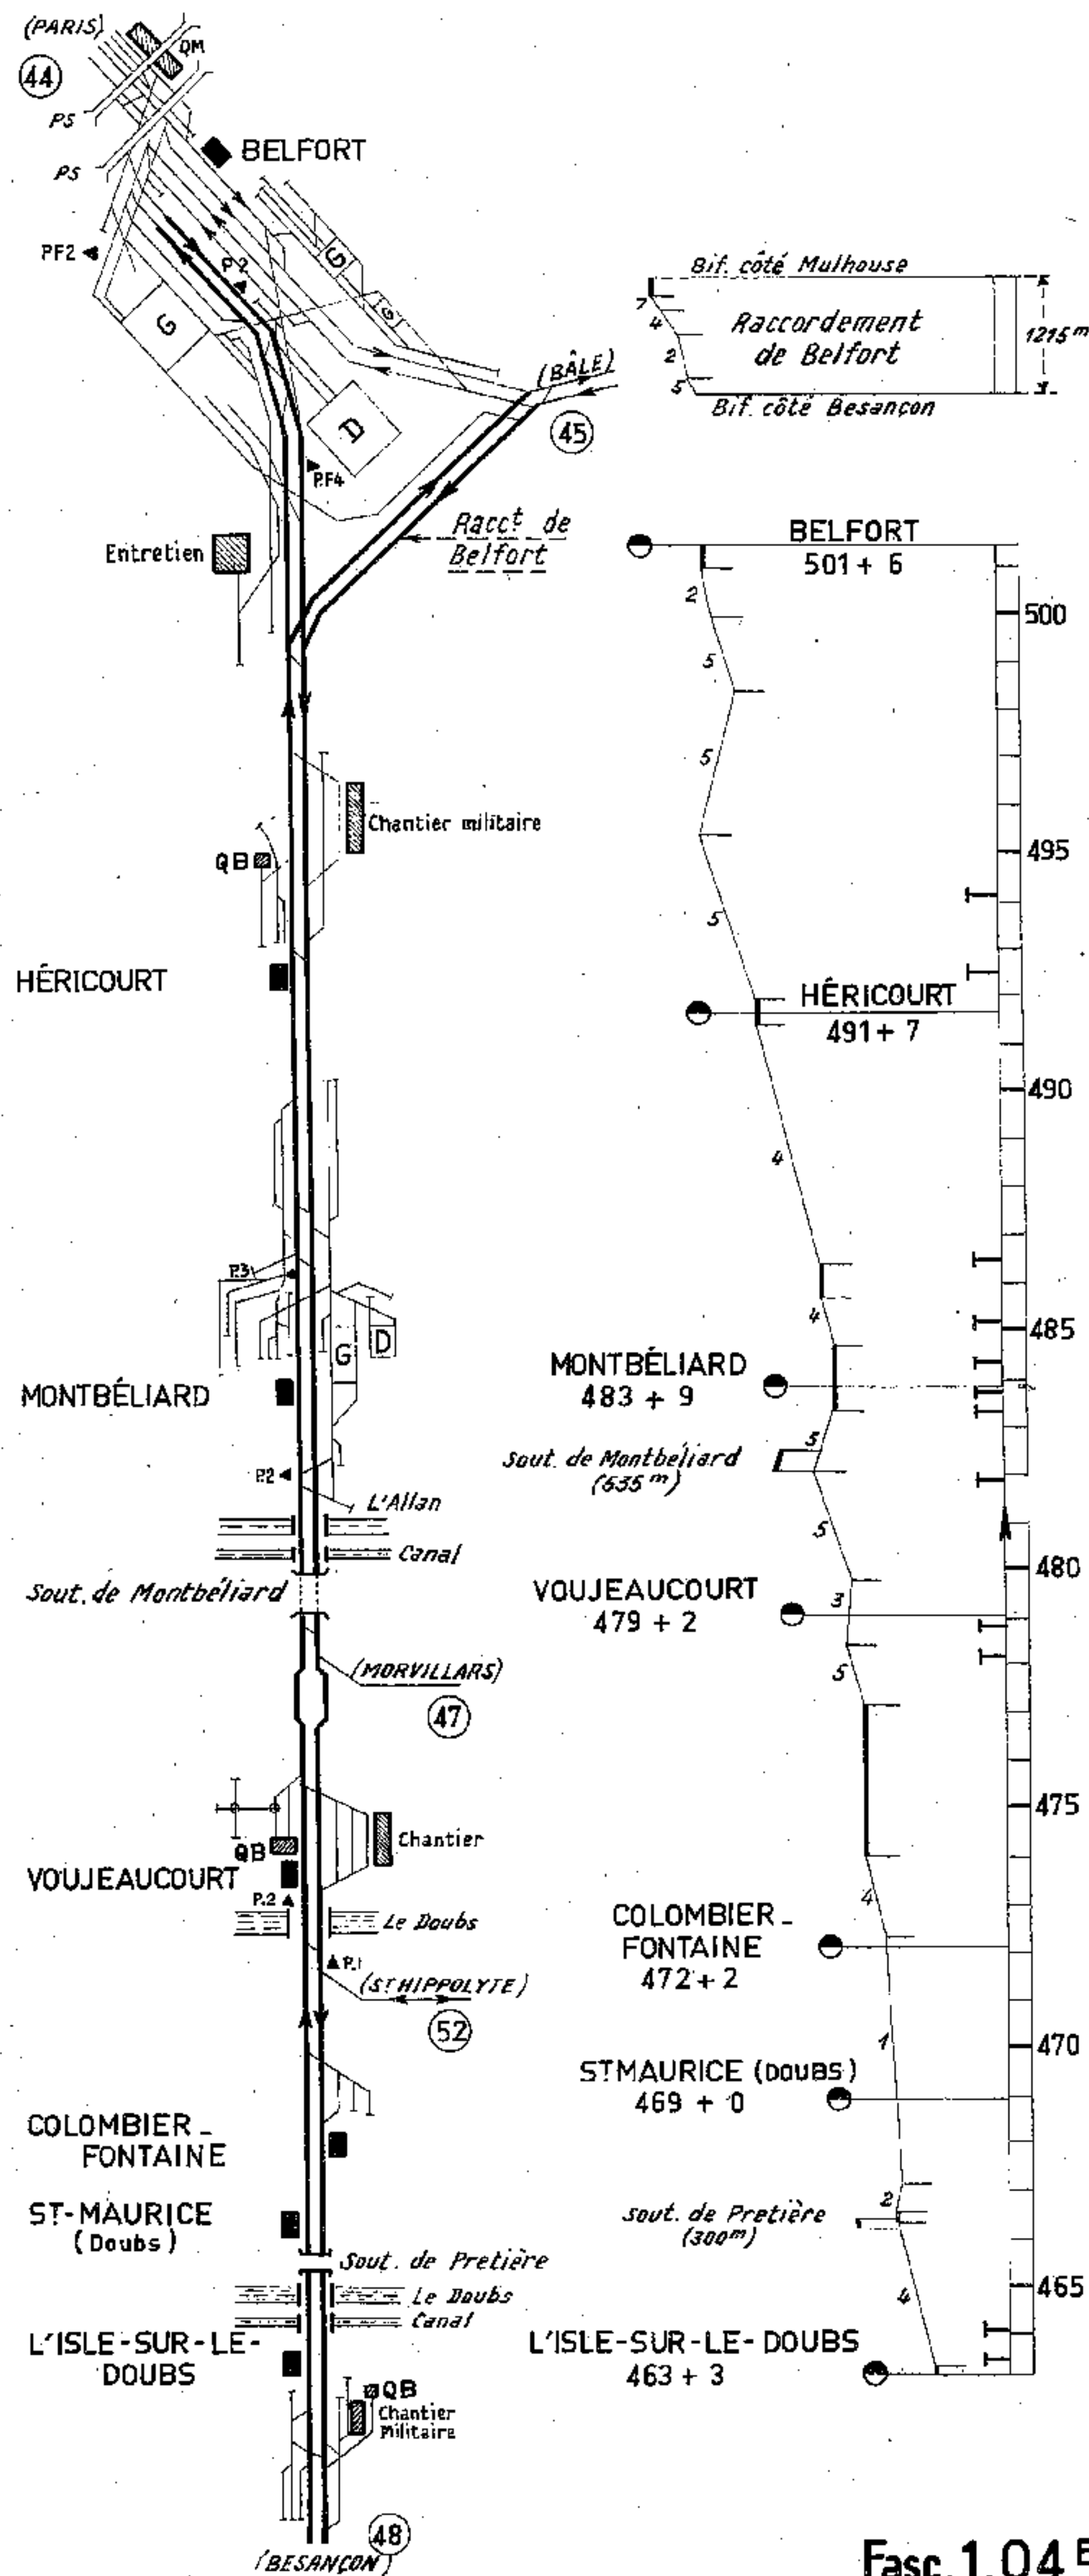 (PARIS)
44
QM
PS
PS
BELFORT
PF2
P.2
G
G
G
D
(BÂLE)
45
PF4
Racc.t de
Belfort
Entretien
Chantier militaire
QB
HÉRICOURT
P.3
G
D
MONTBÉLIARD
P.2
L'Allan
Canal
Sout. de Montbéliard
(MORVILLARS)
47
QB
Chantier
VOUJEAUCOURT
P.2
Le Doubs
P.1
(ST HIPPOLYTE)
52
COLOMBIER_
FONTAINE
ST-MAURICE
(Doubs)
Sout. de Pretière
Le Doubs
Canal
L'ISLE-SUR-LE-
DOUBS
QB
Chantier
Militaire
48
(BESANÇON)
Bif. côté Mulhouse
7
4
2
5
Raccordement
de Belfort
1215m
Bif. côté Besançon
BELFORT
501 + 6
2
500
5
5
495
5
HÉRICOURT
491 + 7
490
4
4
485
MONTBÉLIARD
483 + 9
5
Sout. de Montbéliard
(635m)
5
480
VOUJEAUCOURT
479 + 2
3
5
475
4
COLOMBIER_
FONTAINE
472 + 2
1
470
ST MAURICE (DOUBS)
469 + 0
2
sout. de Pretière
(300m)
4
465
L'ISLE-SUR-LE-DOUBS
463 + 3
Fasc. 1.04 E